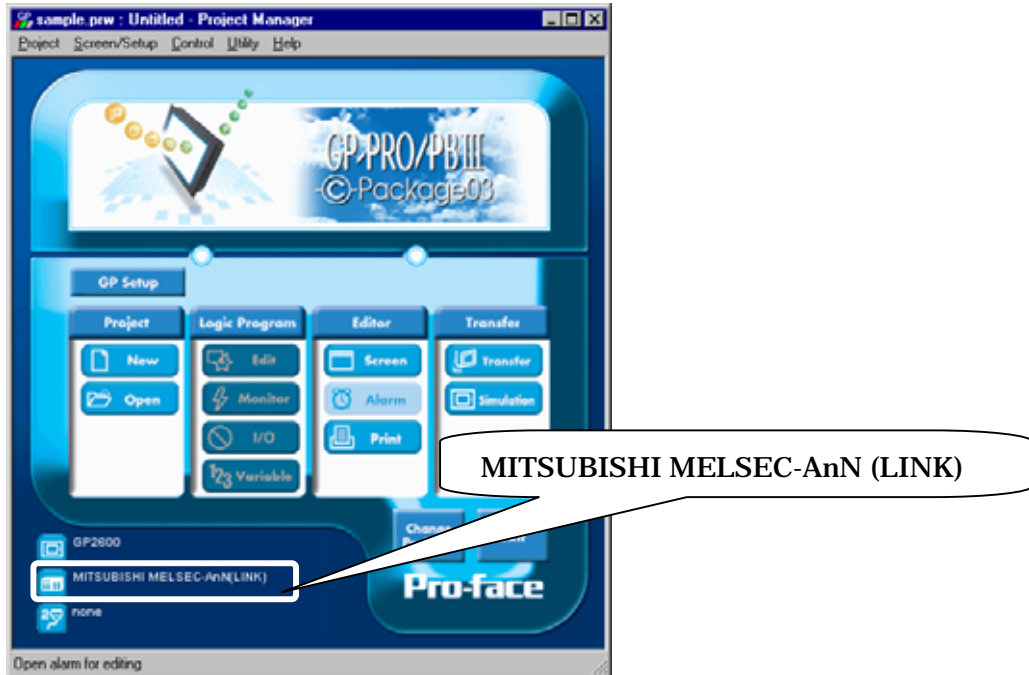 sample.prw : Untitled - Project Manager
Project Screen/Setup Control Utility Help
GP-PRO/PBIII
-C-Package03
GP Setup
Project
New
Open
Logic Program
Edit
Monitor
I/O
123 Variable
Editor
Screen
Alarm
Print
Transfer
Transfer
Simulation
MITSUBISHI MELSEC-AnN (LINK)
GP2600
MITSUBISHI MELSEC-AnN(LINK)
none
Pro-face
Open alarm for editing